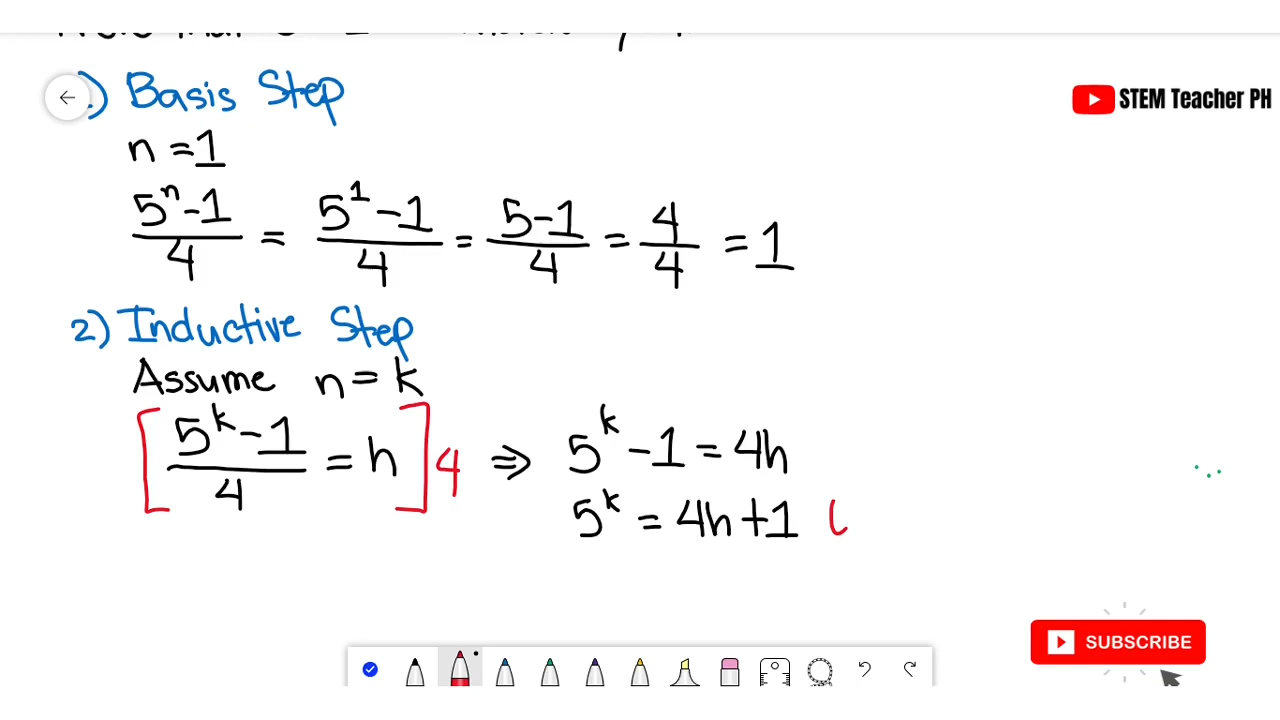 1) Basis Step
STEM Teacher PH
n = 1
(5^n - 1)/4 = (5^1 - 1)/4 = (5-1)/4 = 4/4 = 1
2) Inductive Step
Assume n = k
[(5^k - 1)/4 = h] 4 ⇒ 5^k - 1 = 4h
5^k = 4h + 1 (
SUBSCRIBE